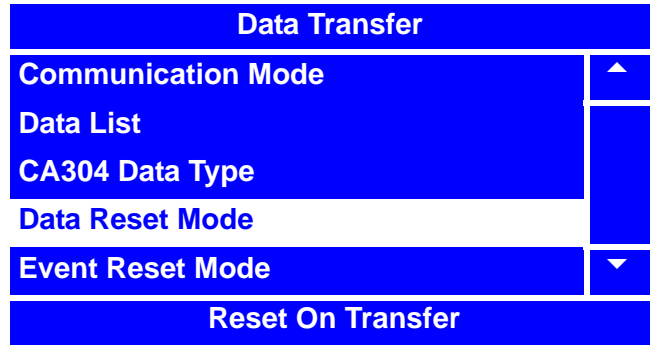 Data Transfer
Communication Mode
Data List
CA304 Data Type
Data Reset Mode
Event Reset Mode
Reset On Transfer